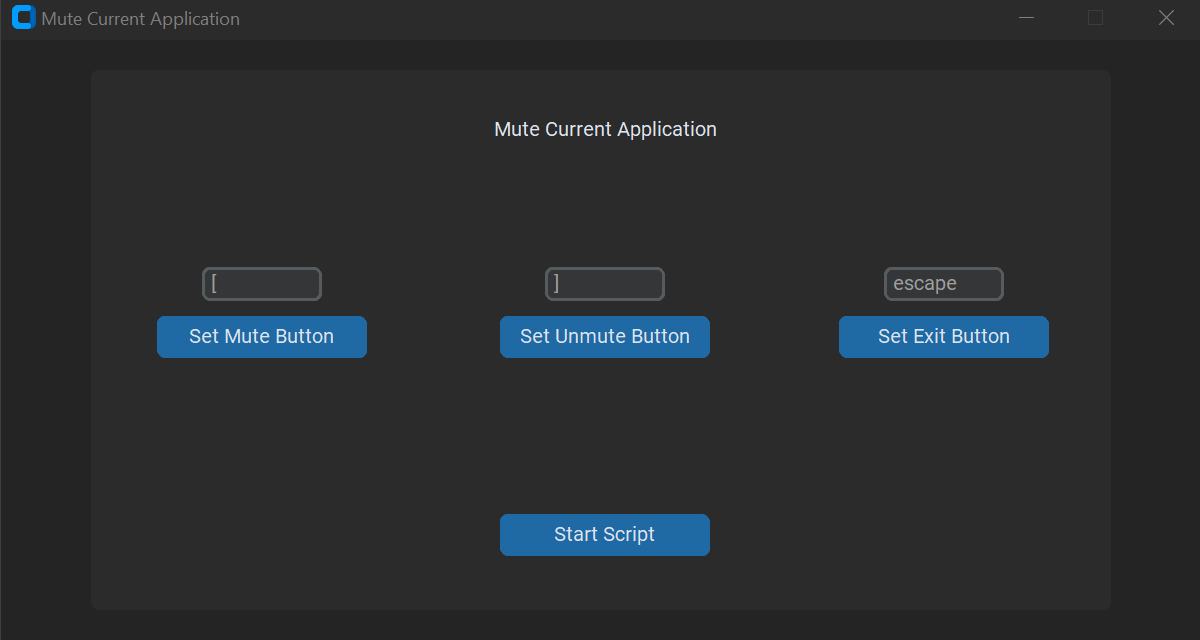 Mute Current Application
Mute Current Application
[ ] escape
Set Mute Button Set Unmute Button Set Exit Button
Start Script